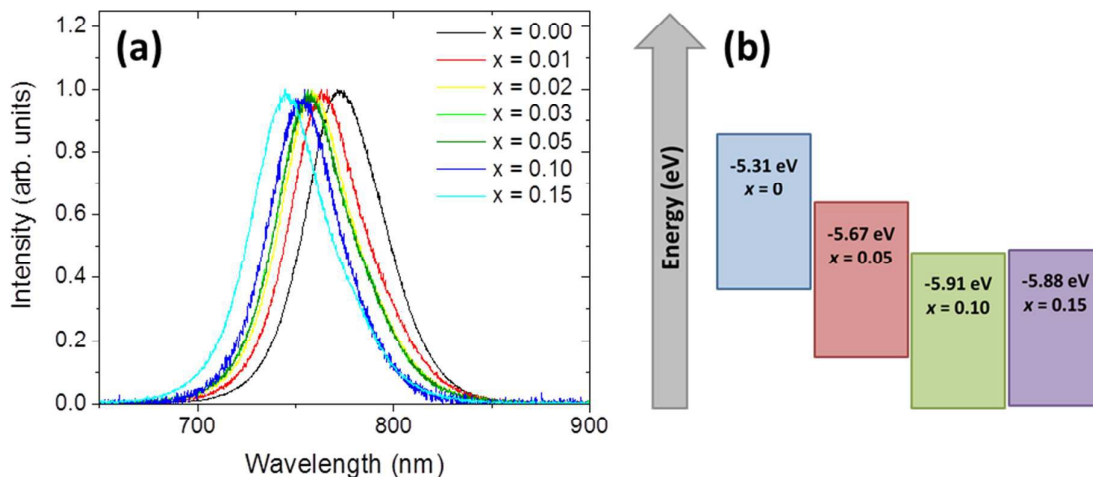 (a)
1.2
1.0
0.8
0.6
0.4
0.2
0.0
Intensity (arb. units)
700
800
900
Wavelength (nm)
x = 0.00
x = 0.01
x = 0.02
x = 0.03
x = 0.05
x = 0.10
x = 0.15
(b)
Energy (eV)
-5.31 eV
x = 0
-5.67 eV
x = 0.05
-5.91 eV
x = 0.10
-5.88 eV
x = 0.15